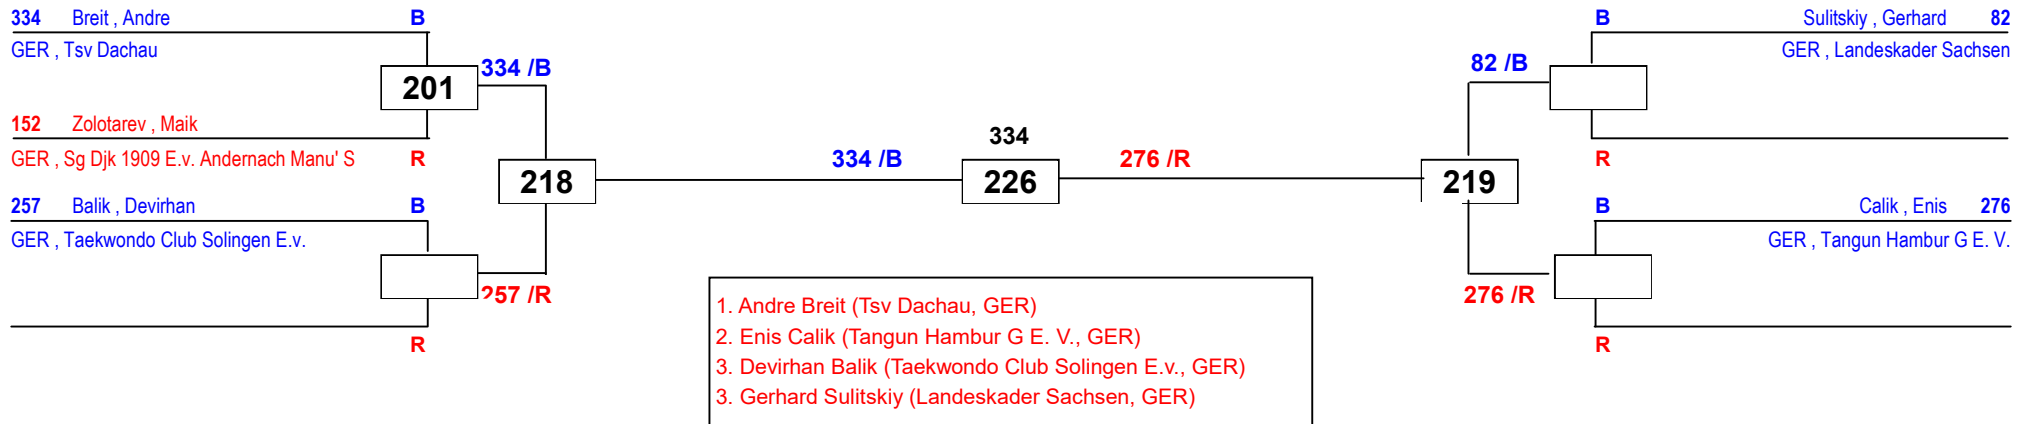 334 Breit , Andre B
GER , Tsv Dachau
334 /B
201
152 Zolotarev , Maik
GER , Sg Djk 1909 E.v. Andernach Manu' S R
218
257 Balik , Devirhan B
GER , Taekwondo Club Solingen E.v.
257 /R
R
334 /B
334
226
276 /R
B Sulitskiy , Gerhard 82
GER , Landeskader Sachsen
82 /B
R
219
B Calik , Enis 276
GER , Tangun Hambur G E. V.
276 /R
R
1. Andre Breit (Tsv Dachau, GER)
2. Enis Calik (Tangun Hambur G E. V., GER)
3. Devirhan Balik (Taekwondo Club Solingen E.v., GER)
3. Gerhard Sulitskiy (Landeskader Sachsen, GER)